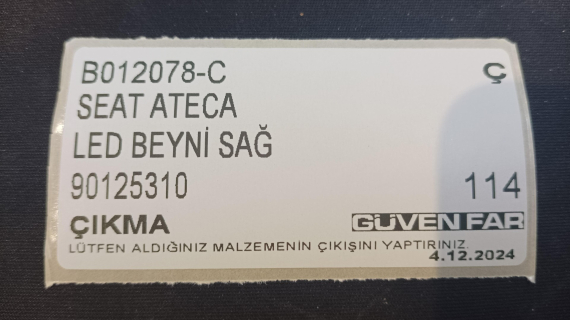 B012078-C Ç
SEAT ATECA
LED BEYNİ SAĞ
90125310 114
ÇIKMA GÜVEN FAR
LÜTFEN ALDIĞINIZ MALZEMENİN ÇIKIŞINI YAPTIRINIZ.
4.12.2024